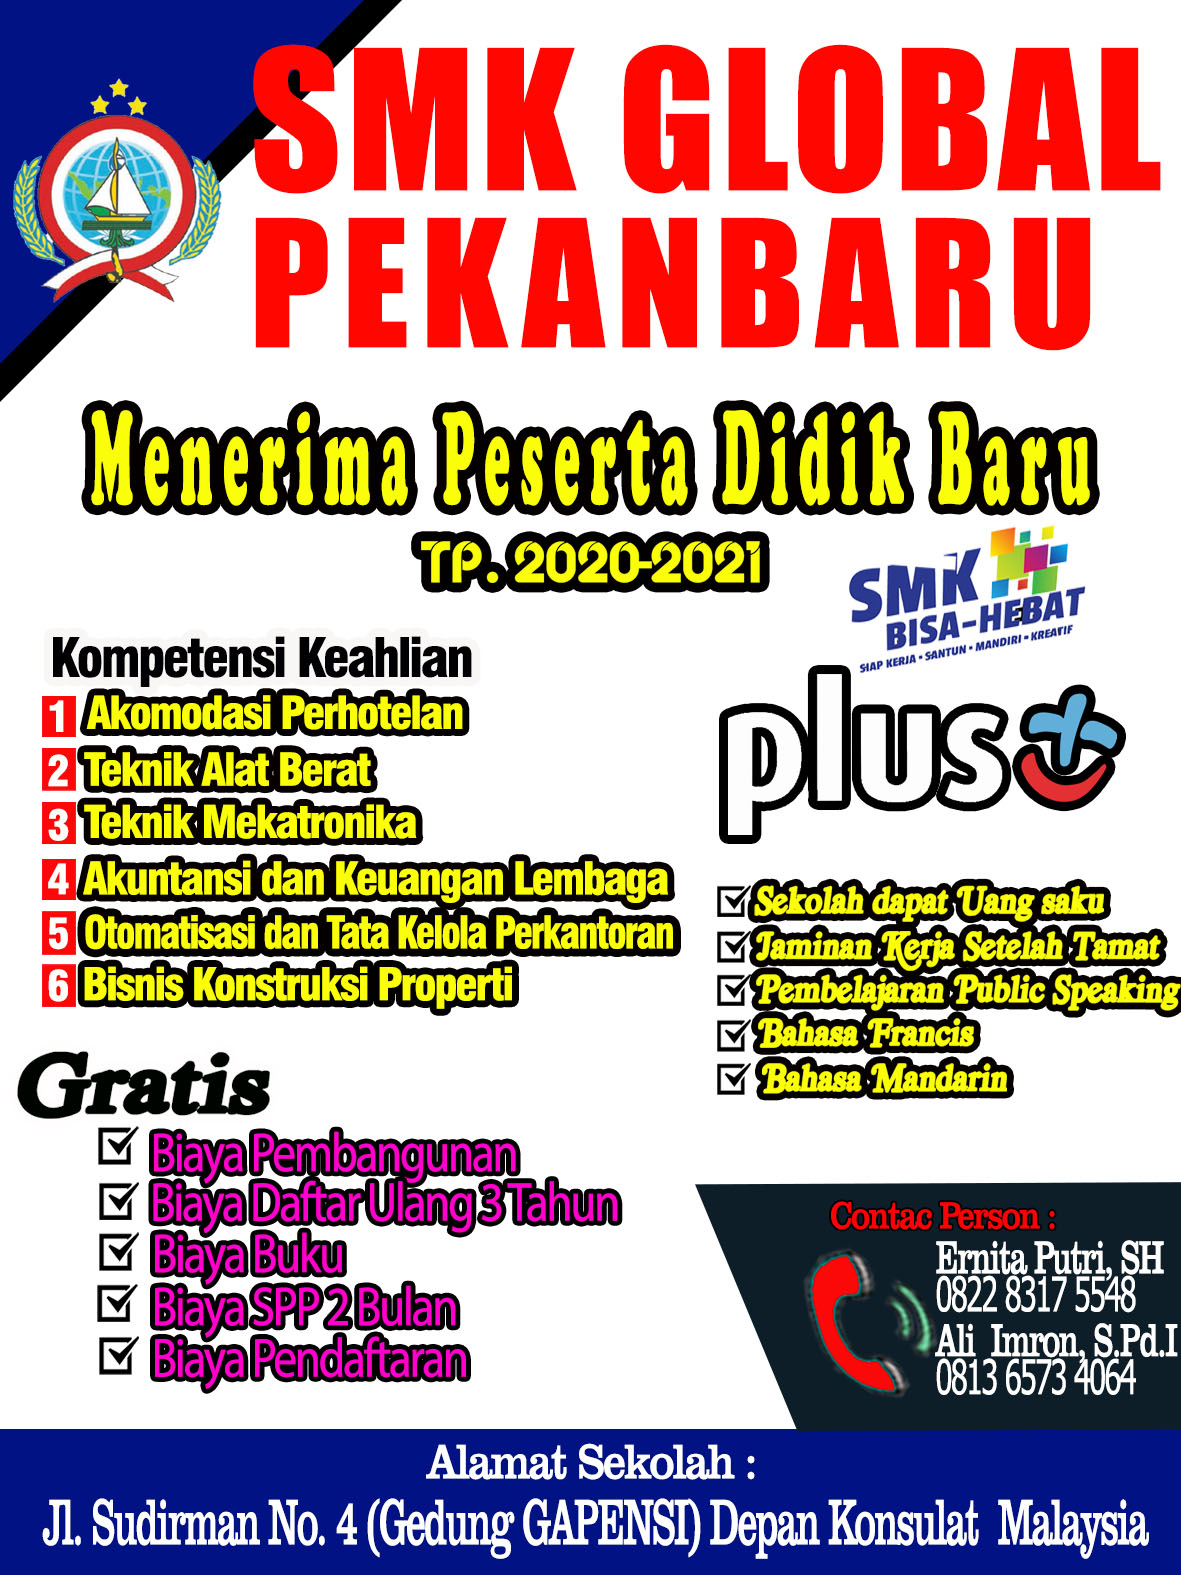 SMK GLOBAL
PEKANBARU
Menerima Peserta Didik Baru
TP. 2020-2021
SMK
BISA-HEBAT
SIAP KERJA • SANTUN • MANDIRI • KREATIF
Kompetensi Keahlian
1 Akomodasi Perhotelan
2 Teknik Alat Berat
3 Teknik Mekatronika
4 Akuntansi dan Keuangan Lembaga
5 Otomatisasi dan Tata Kelola Perkantoran
6 Bisnis Konstruksi Properti
plus+
Sekolah dapat Uang saku
Jaminan Kerja Setelah Tamat
Pembelajaran Public Speaking
Bahasa Francis
Bahasa Mandarin
Gratis
Biaya Pembangunan
Biaya Daftar Ulang 3 Tahun
Biaya Buku
Biaya SPP 2 Bulan
Biaya Pendaftaran
Contac Person :
Ernita Putri, SH
0822 8317 5548
Ali Imron, S.Pd.I
0813 6573 4064
Alamat Sekolah :
Jl. Sudirman No. 4 (Gedung GAPENSI) Depan Konsulat Malaysia